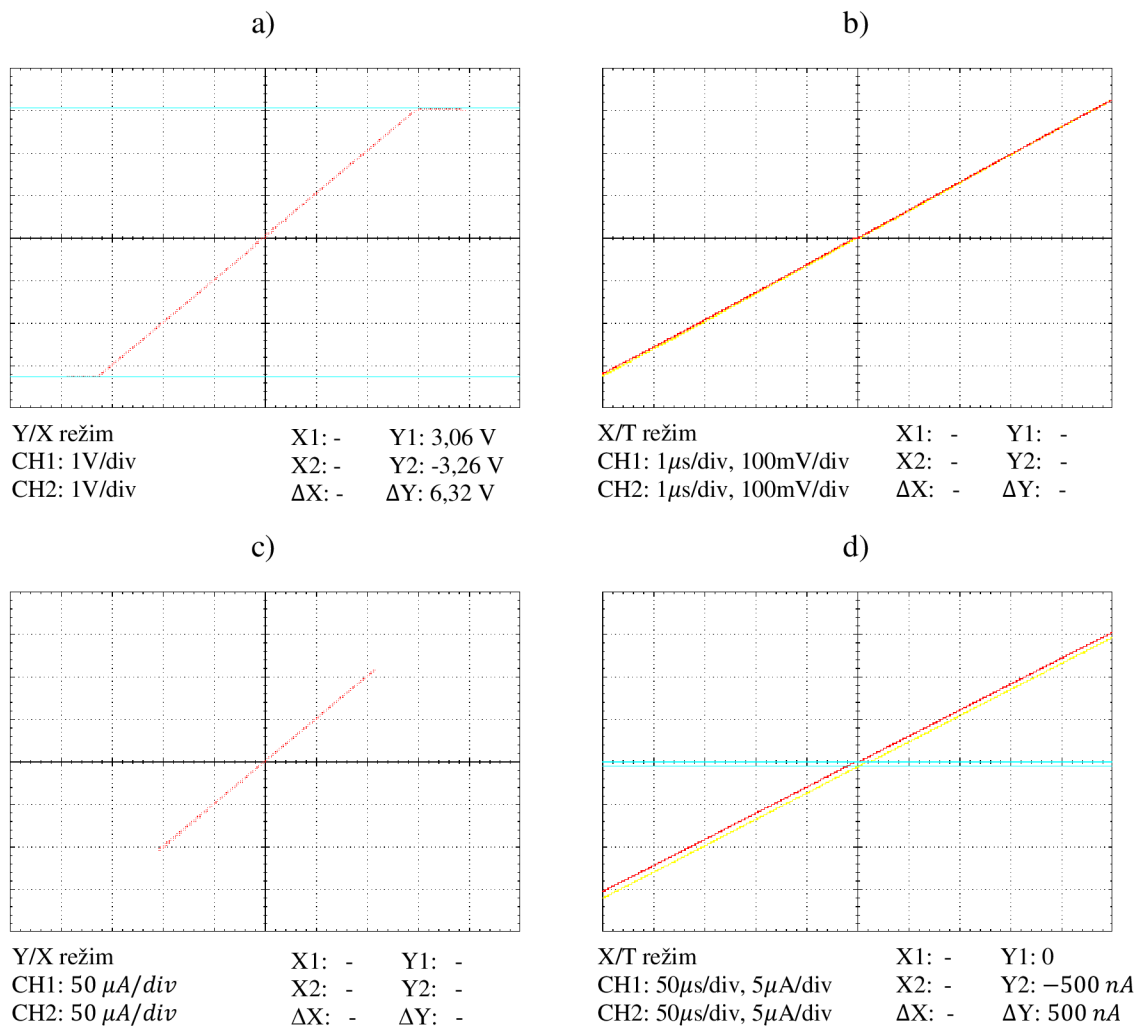 a)
b)
Y/X režim
X1: - Y1: 3,06 V
CH1: 1V/div
X2: - Y2: -3,26 V
CH2: 1V/div
ΔX: - ΔY: 6,32 V
X/T režim
X1: - Y1: -
CH1: 1μs/div, 100mV/div
X2: - Y2: -
CH2: 1μs/div, 100mV/div
ΔX: - ΔY: -
c)
d)
Y/X režim
X1: - Y1: -
CH1: 50 μA/div
X2: - Y2: -
CH2: 50 μA/div
ΔX: - ΔY: -
X/T režim
X1: - Y1: 0
CH1: 50μs/div, 5μA/div
X2: - Y2: −500 nA
CH2: 50μs/div, 5μA/div
ΔX: - ΔY: 500 nA